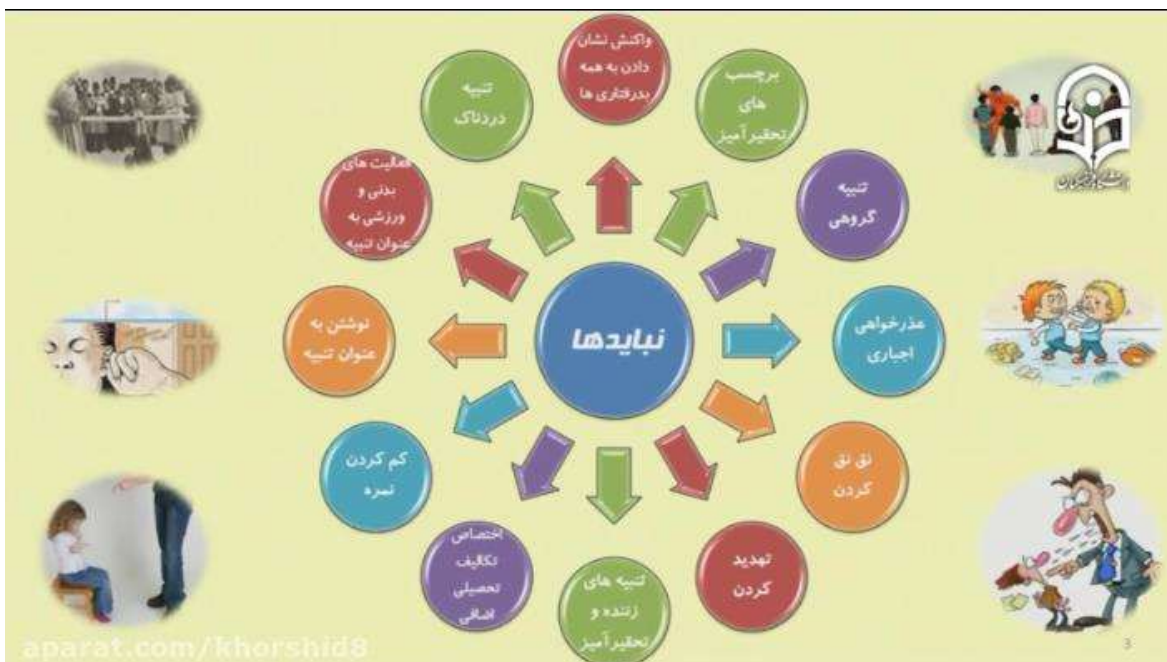 نبایدها
واکنش نشان
دادن به همه
بدرفتاری ها
برچسب
های
تحقیرآمیز
تنبیه
گروهی
عذرخواهی
اجباری
نق نق
کردن
تهدید
کردن
تنبیه های
زننده و
تحقیرآمیز
اختصاص
تکالیف
تحصیلی
اضافی
کم کردن
نمره
نوشتن به
عنوان تنبیه
فعالیت های
بدنی و
ورزشی به
عنوان تنبیه
تنبیه
دردناک
دانشگاه فرهنگیان
aparat.com/khorshid8
3